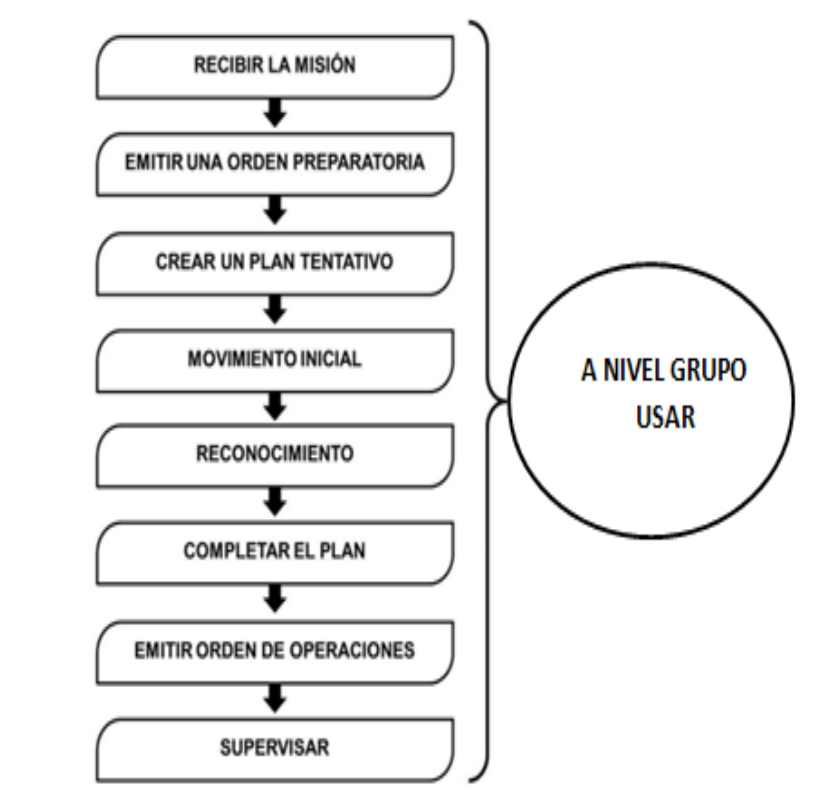 RECIBIR LA MISIÓN
EMITIR UNA ORDEN PREPARATORIA
CREAR UN PLAN TENTATIVO
MOVIMIENTO INICIAL
RECONOCIMIENTO
COMPLETAR EL PLAN
EMITIR ORDEN DE OPERACIONES
SUPERVISAR
A NIVEL GRUPO
USAR